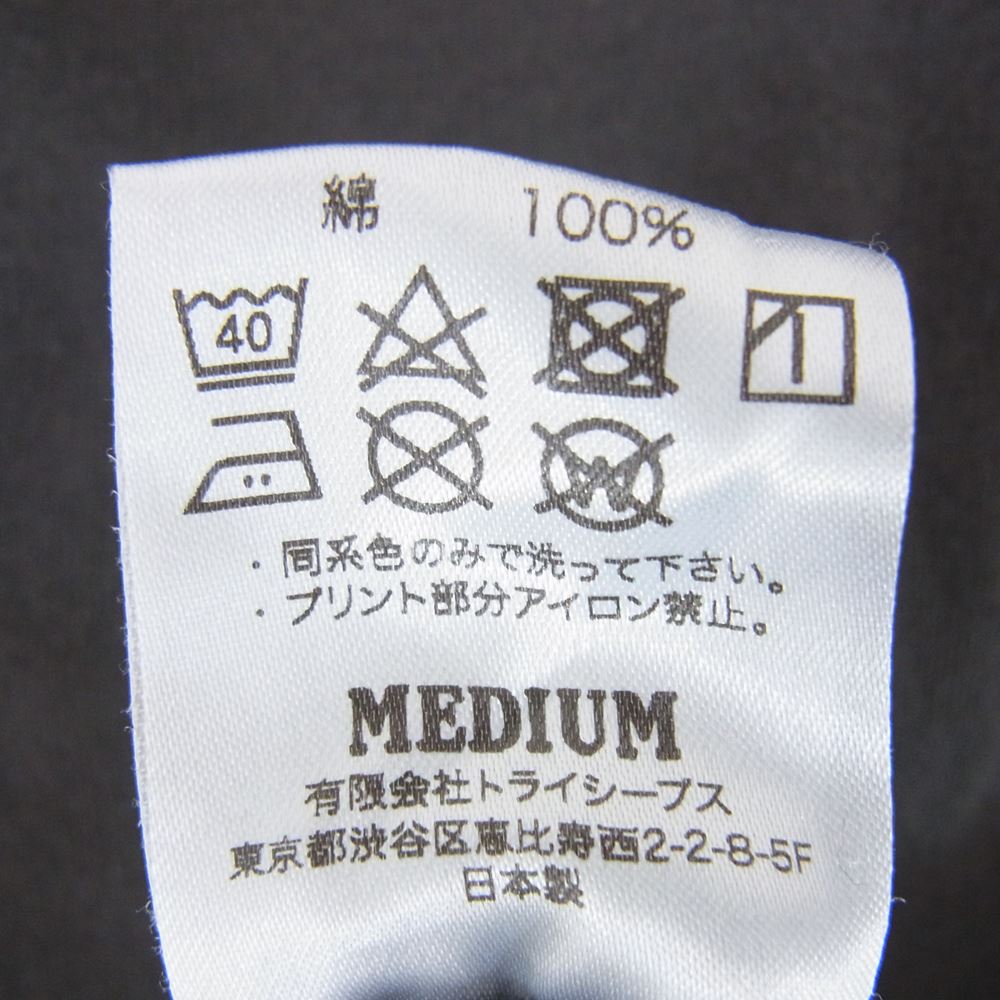 綿 100%
40
・同系色のみで洗って下さい。
・プリント部分アイロン禁止。
MEDIUM
有限会社トライシープス
東京都渋谷区恵比寿西2-2-8-5F
日本製